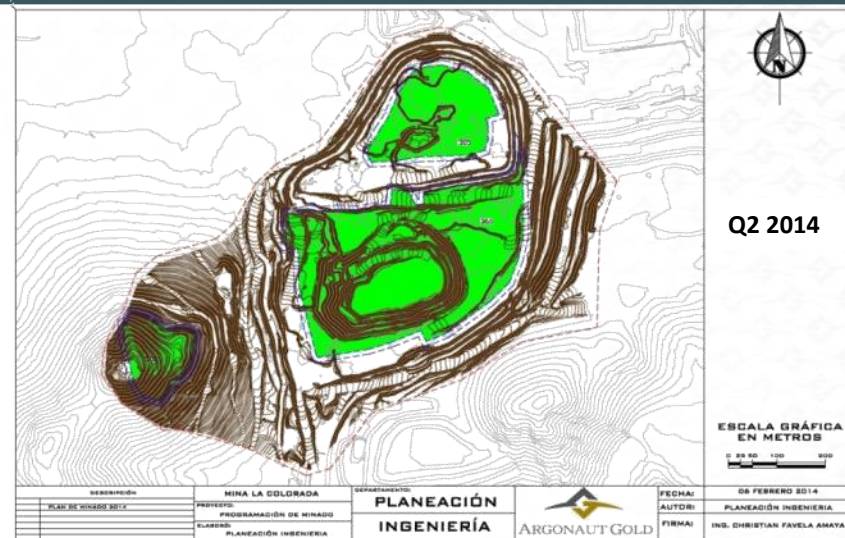 N
Q2 2014
ESCALA GRÁFICA
EN METROS
0 25 50 100 200
DESCRIPCIÓN
PLAN DE MINADO 2014
MINA LA COLORADA
PROYECTO:
PROGRAMACIÓN DE MINADO
ELABORÓ:
PLANEACIÓN INGENIERIA
DEPARTAMENTO:
PLANEACIÓN
INGENIERÍA
ARGONAUT GOLD
FECHA: 06 FEBRERO 2014
AUTOR: PLANEACIÓN INGENIERIA
FIRMA: ING. CHRISTIAN FAVELA AMAYA